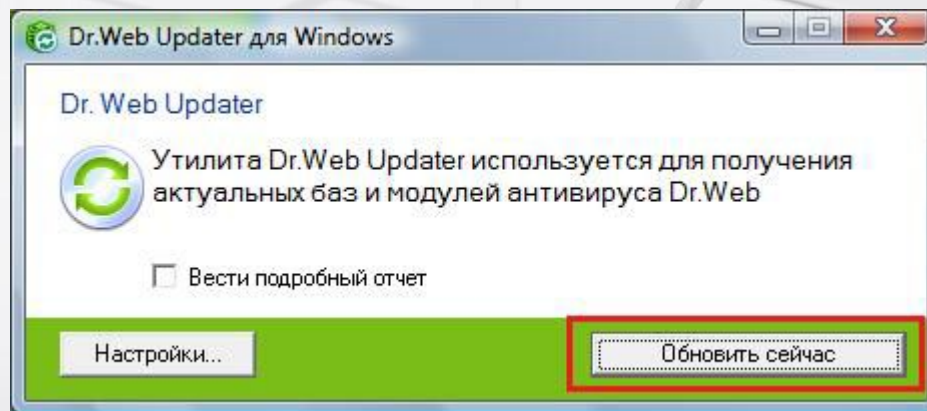 Dr.Web Updater для Windows
Dr. Web Updater
Утилита Dr.Web Updater используется для получения
актуальных баз и модулей антивируса Dr.Web
Вести подробный отчет
Настройки...
Обновить сейчас